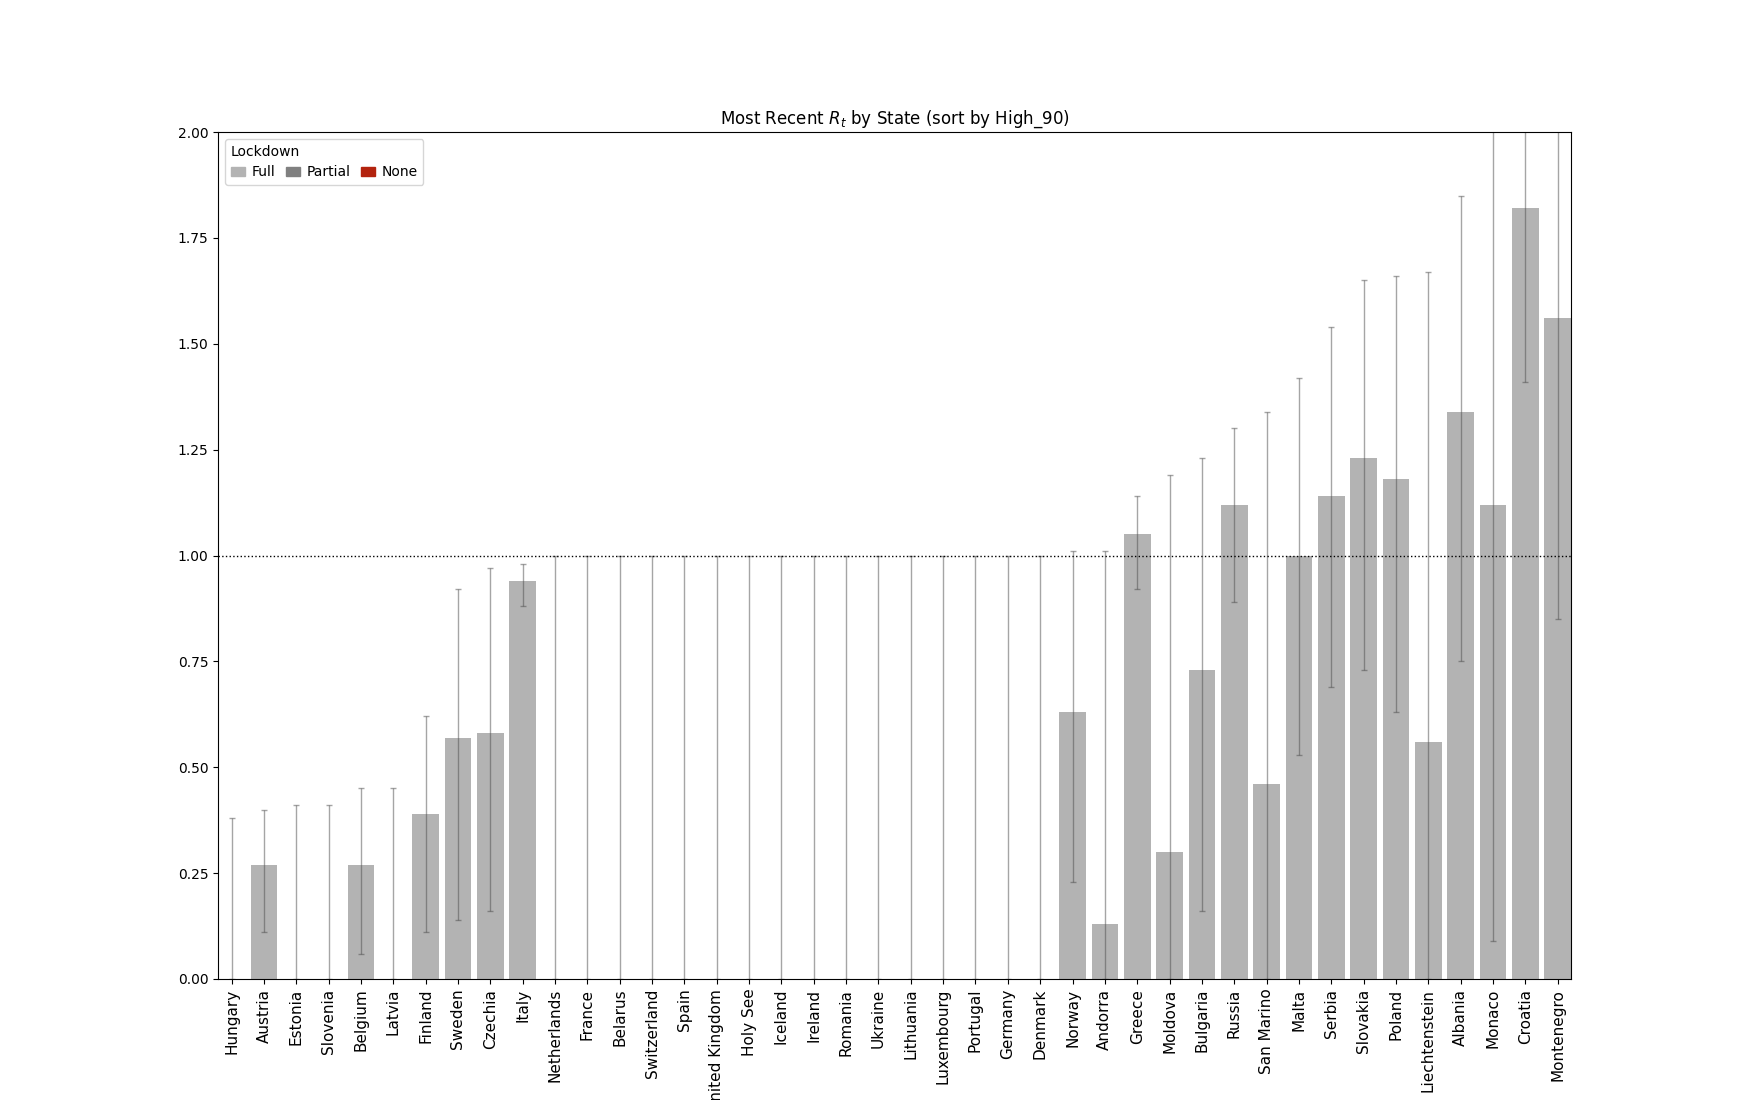 Most Recent Rt by State (sort by High_90)
Lockdown
Full Partial None
2.00
1.75
1.50
1.25
1.00
0.75
0.50
0.25
0.00
Hungary
Austria
Estonia
Slovenia
Belgium
Latvia
Finland
Sweden
Czechia
Italy
Netherlands
France
Belarus
Switzerland
Spain
nited Kingdom
Holy See
Iceland
Ireland
Romania
Ukraine
Lithuania
Luxembourg
Portugal
Germany
Denmark
Norway
Andorra
Greece
Moldova
Bulgaria
Russia
San Marino
Malta
Serbia
Slovakia
Poland
Liechtenstein
Albania
Monaco
Croatia
Montenegro